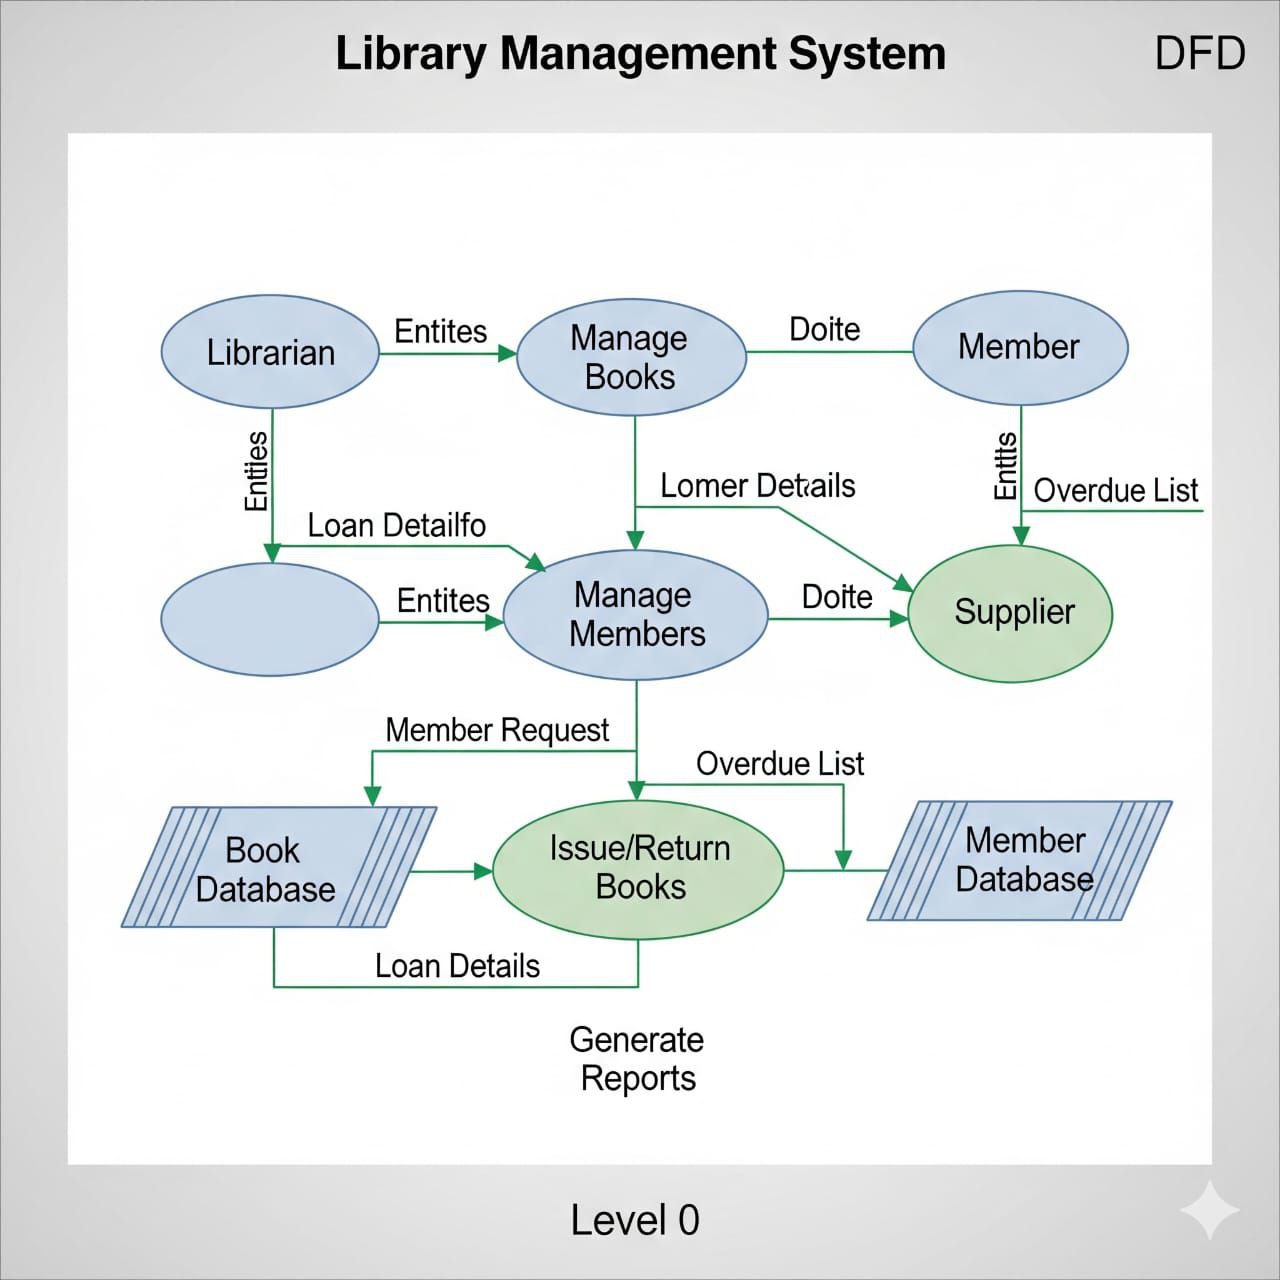 Library Management System
DFD
Librarian
Entites
Manage
Books
Doite
Member
Entities
Entits
Lomer Details
Overdue List
Loan Detailfo
Entites
Manage
Members
Doite
Supplier
Member Request
Overdue List
Book
Database
Issue/Return
Books
Member
Database
Loan Details
Generate
Reports
Level 0